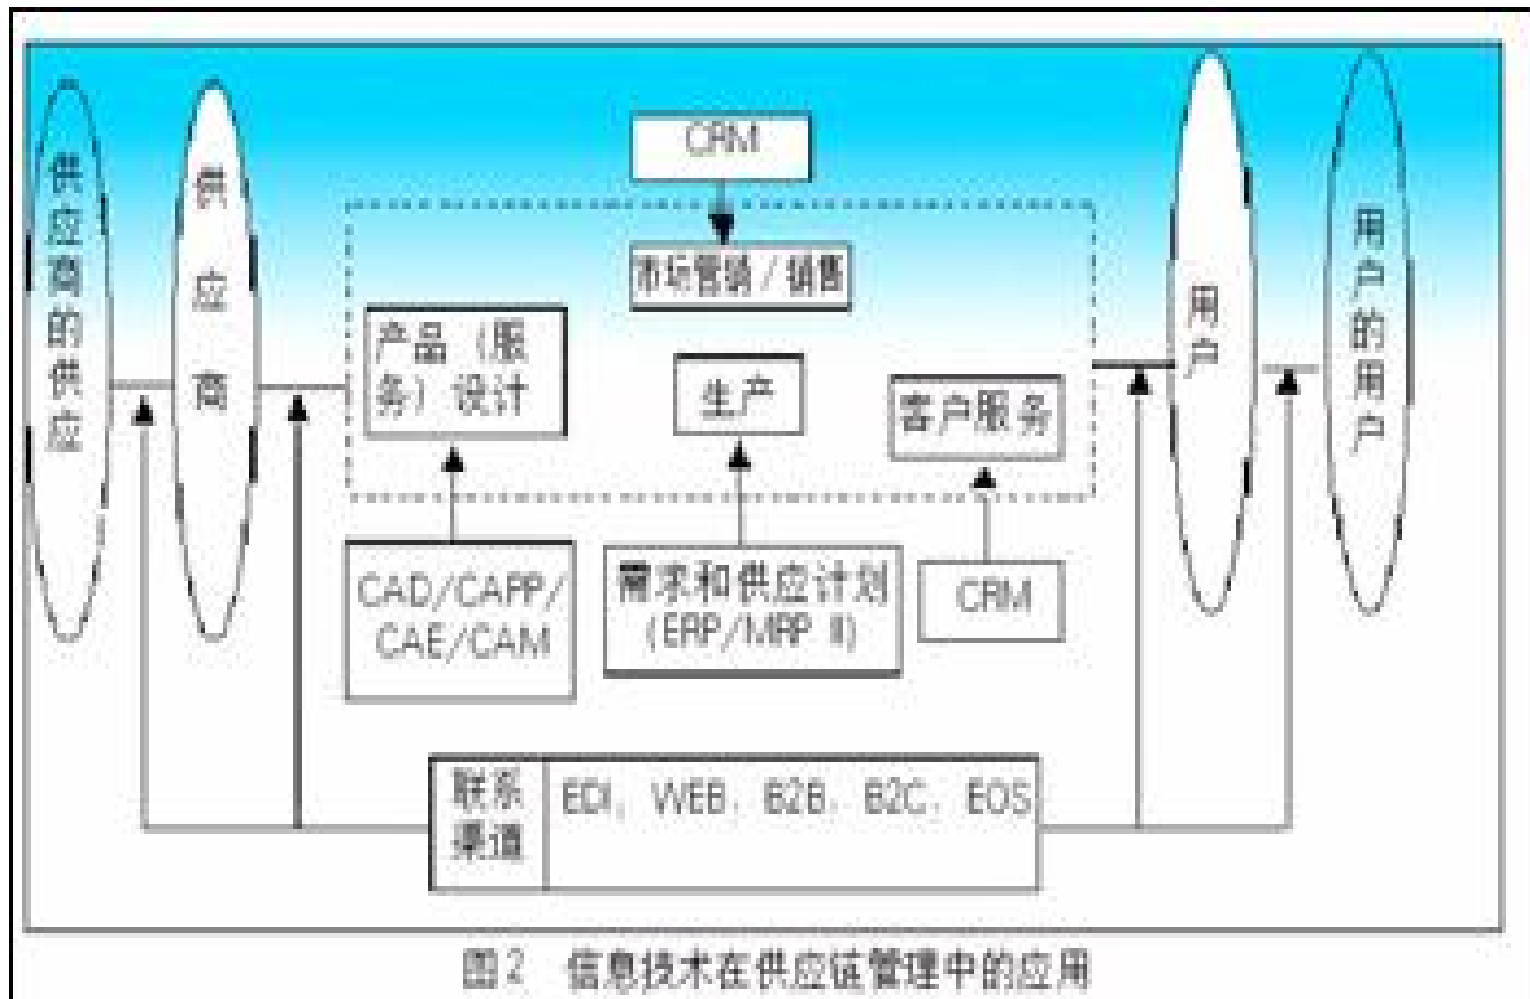 供应商的供应
供应商
CRM
市场营销/销售
产品（服
务）设计
生产
客户服务
用户
用户的用户
CAD/CAPP/
CAE/CAM
需求和供应计划
(ERP/MRP II)
CRM
联系
渠道
EDI, WEB, B2B, B2C, EOS
图2 信息技术在供应链管理中的应用